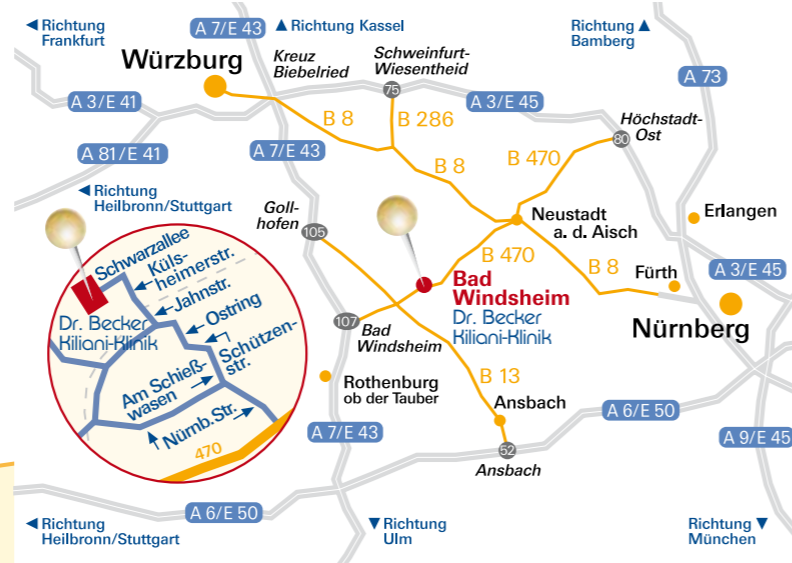 ◄ Richtung
Frankfurt
A 7/E 43
▲ Richtung Kassel
Richtung ▲
Bamberg
Würzburg
Kreuz
Biebelried
Schweinfurt-
Wiesentheid
75
A 73
A 3/E 41
A 3/E 45
B 8
B 286
Höchstadt-
Ost
80
A 81/E 41
A 7/E 43
B 8
B 470
◄ Richtung
Heilbronn/Stuttgart
Goll-
hofen
105
Neustadt
a. d. Aisch
Erlangen
B 470
B 8
Fürth
A 3/E 45
Bad
Windsheim
Dr. Becker
Kiliani-Klinik
Nürnberg
107
Bad
Windsheim
Schwarzallee
Küls-
heimerstr.
Jahnstr.
Ostring
Dr. Becker
Kiliani-Klinik
Schützen-
str.
Am Schieß-
wasen
Nürnb.Str.
470
Rothenburg
ob der Tauber
B 13
Ansbach
A 6/E 50
A 7/E 43
52
Ansbach
A 9/E 45
A 6/E 50
◄ Richtung
Heilbronn/Stuttgart
▼ Richtung
Ulm
Richtung ▼
München